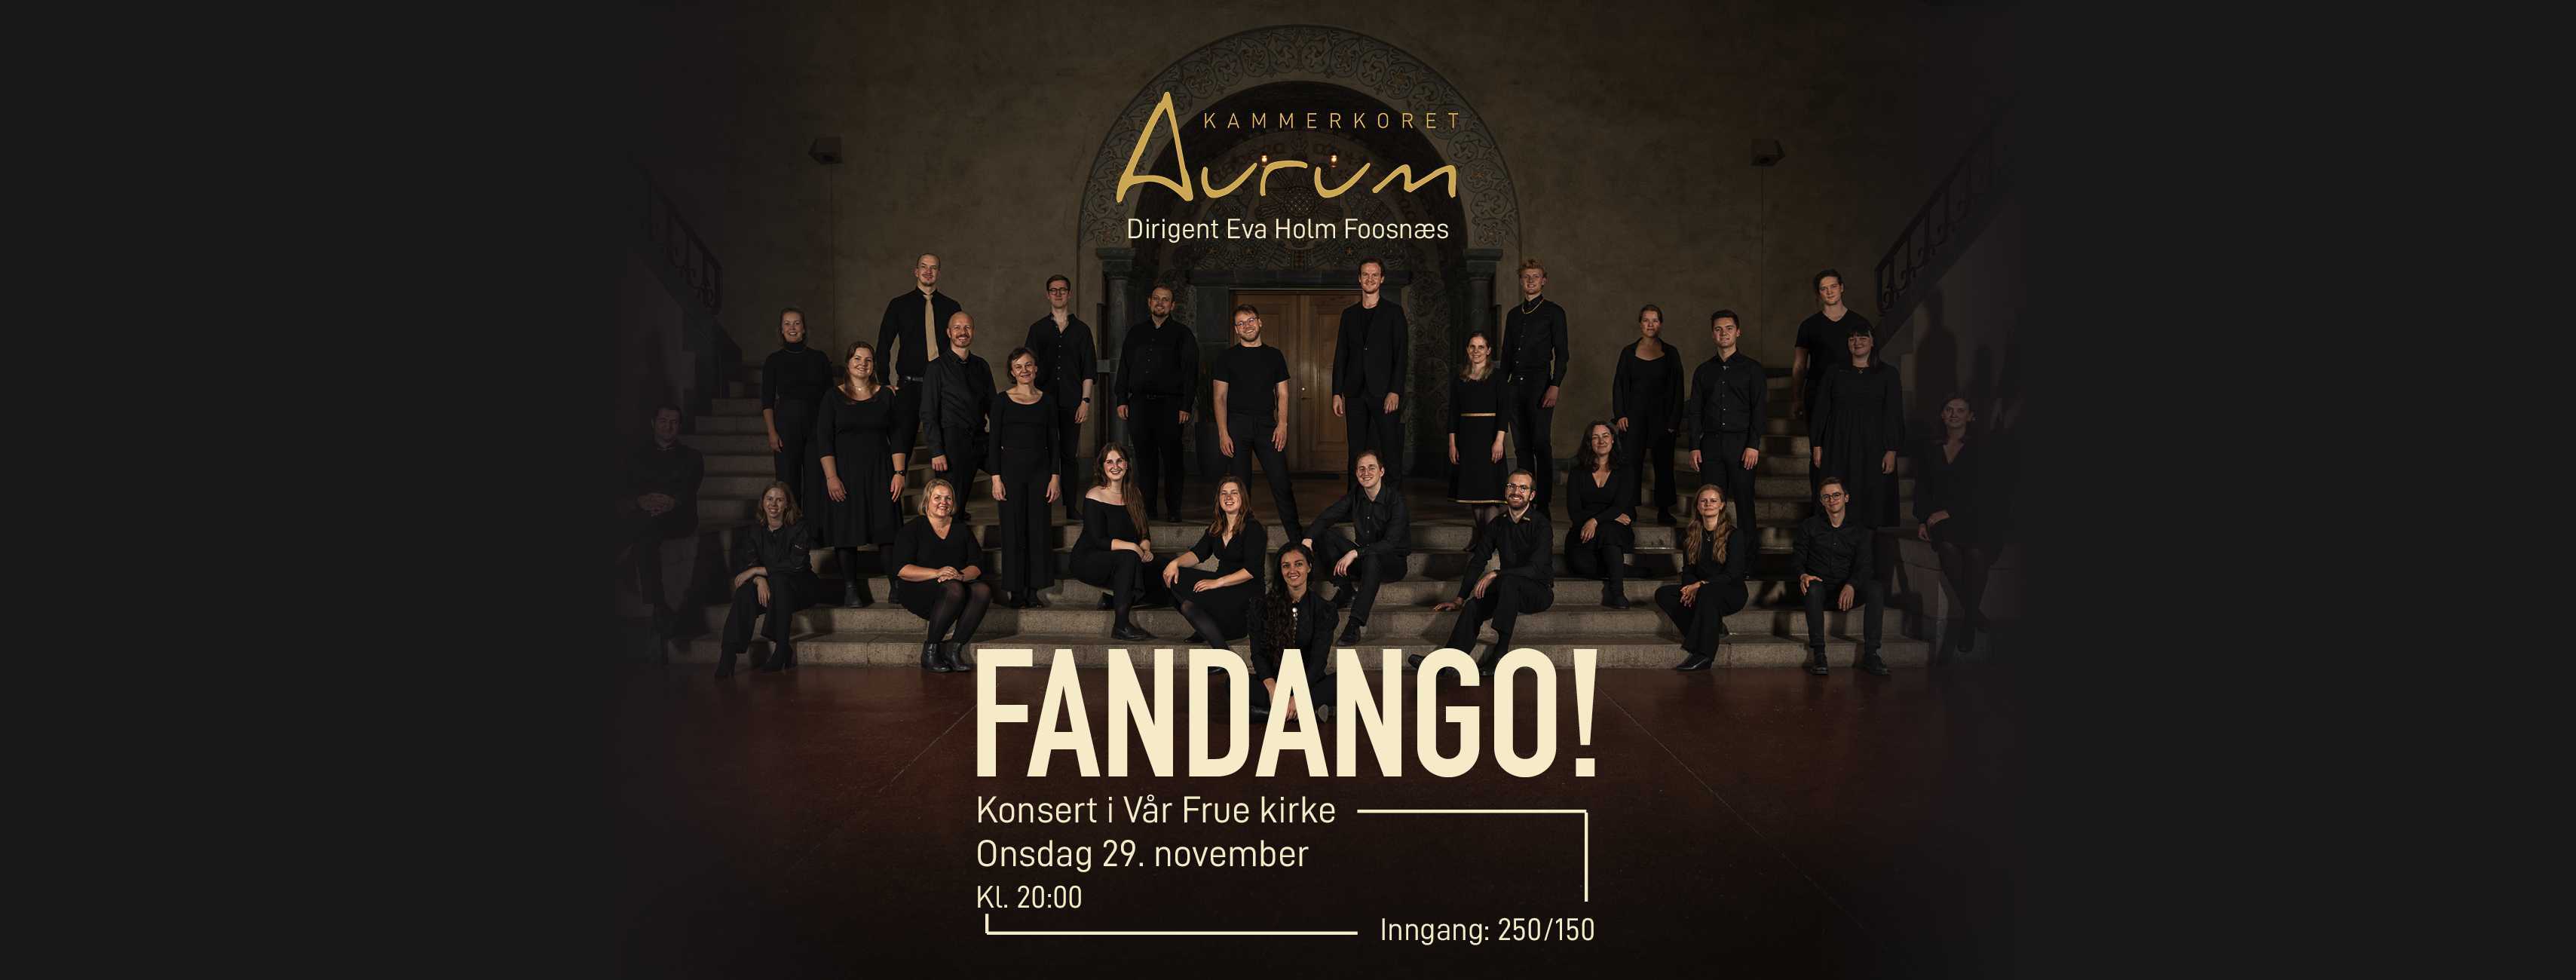 KAMMERKORET
Aurum
Dirigent Eva Holm Foosnæs
FANDANGO!
Konsert i Vår Frue kirke
Onsdag 29. november
Kl. 20:00
Inngang: 250/150